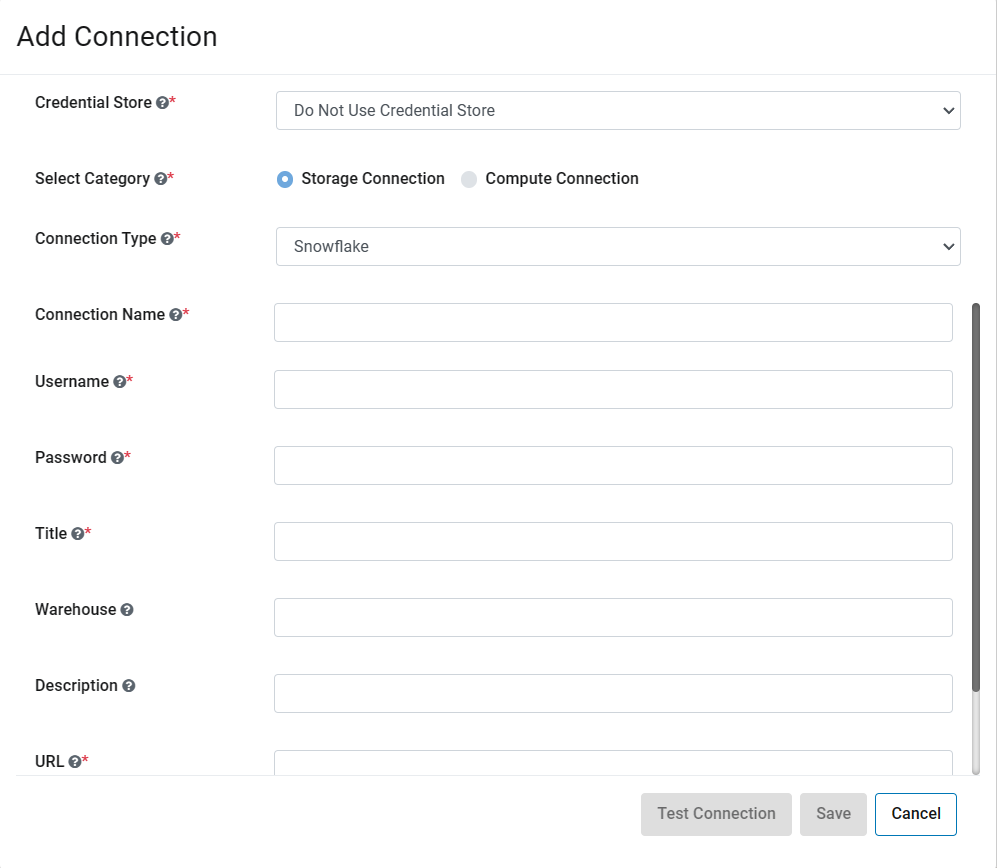 Add Connection
Credential Store ?* Do Not Use Credential Store
Select Category ?* Storage Connection Compute Connection
Connection Type ?* Snowflake
Connection Name ?*
Username ?*
Password ?*
Title ?*
Warehouse ?
Description ?
URL ?*
Test Connection Save Cancel